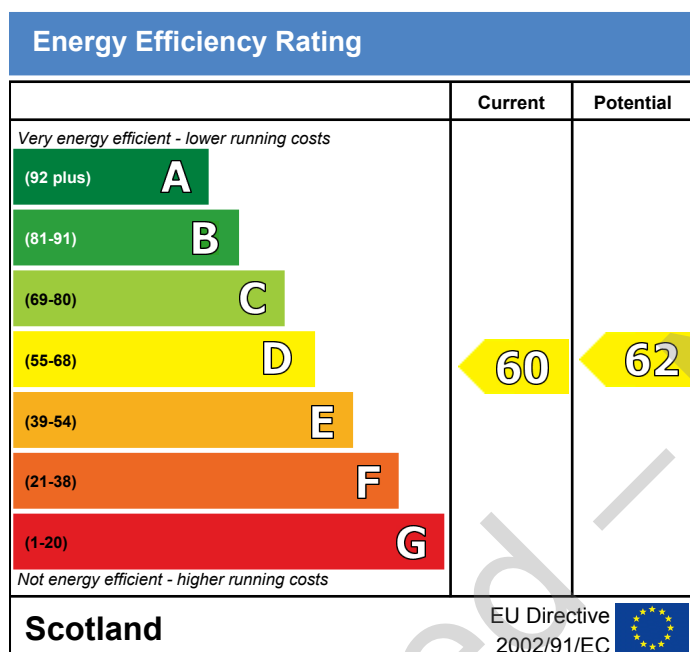 Energy Efficiency Rating
Current Potential
Very energy efficient - lower running costs
(92 plus) A
(81-91) B
(69-80) C
(55-68) D 60 62
(39-54) E
(21-38) F
(1-20) G
Not energy efficient - higher running costs
Scotland
EU Directive
2002/91/EC